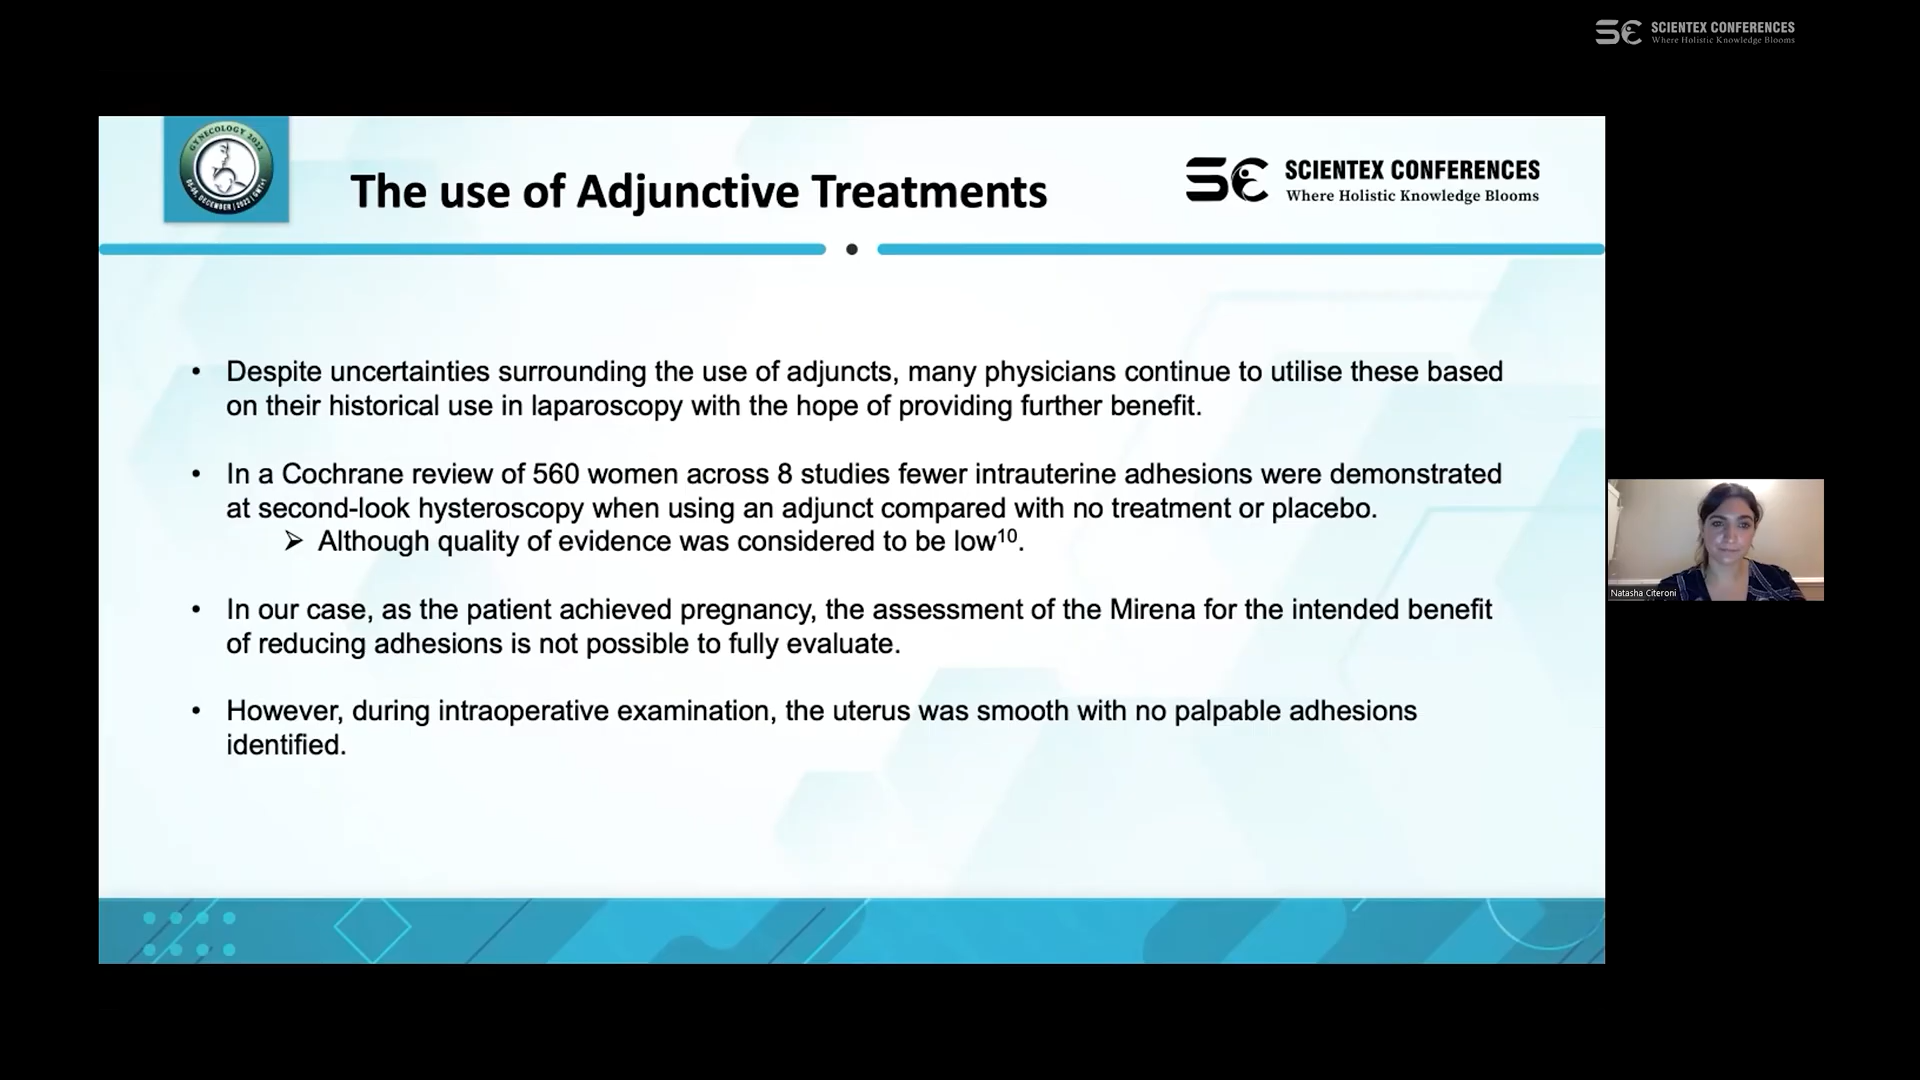 SCIENTEX CONFERENCES
Where Holistic Knowledge Blooms
GYNECOLOGY 2022
The use of Adjunctive Treatments
SCIENTEX CONFERENCES
Where Holistic Knowledge Blooms
• Despite uncertainties surrounding the use of adjuncts, many physicians continue to utilise these based
on their historical use in laparoscopy with the hope of providing further benefit.
• In a Cochrane review of 560 women across 8 studies fewer intrauterine adhesions were demonstrated
at second-look hysteroscopy when using an adjunct compared with no treatment or placebo.
➢ Although quality of evidence was considered to be low¹⁰.
• In our case, as the patient achieved pregnancy, the assessment of the Mirena for the intended benefit
of reducing adhesions is not possible to fully evaluate.
• However, during intraoperative examination, the uterus was smooth with no palpable adhesions
identified.
Natasha Citeroni